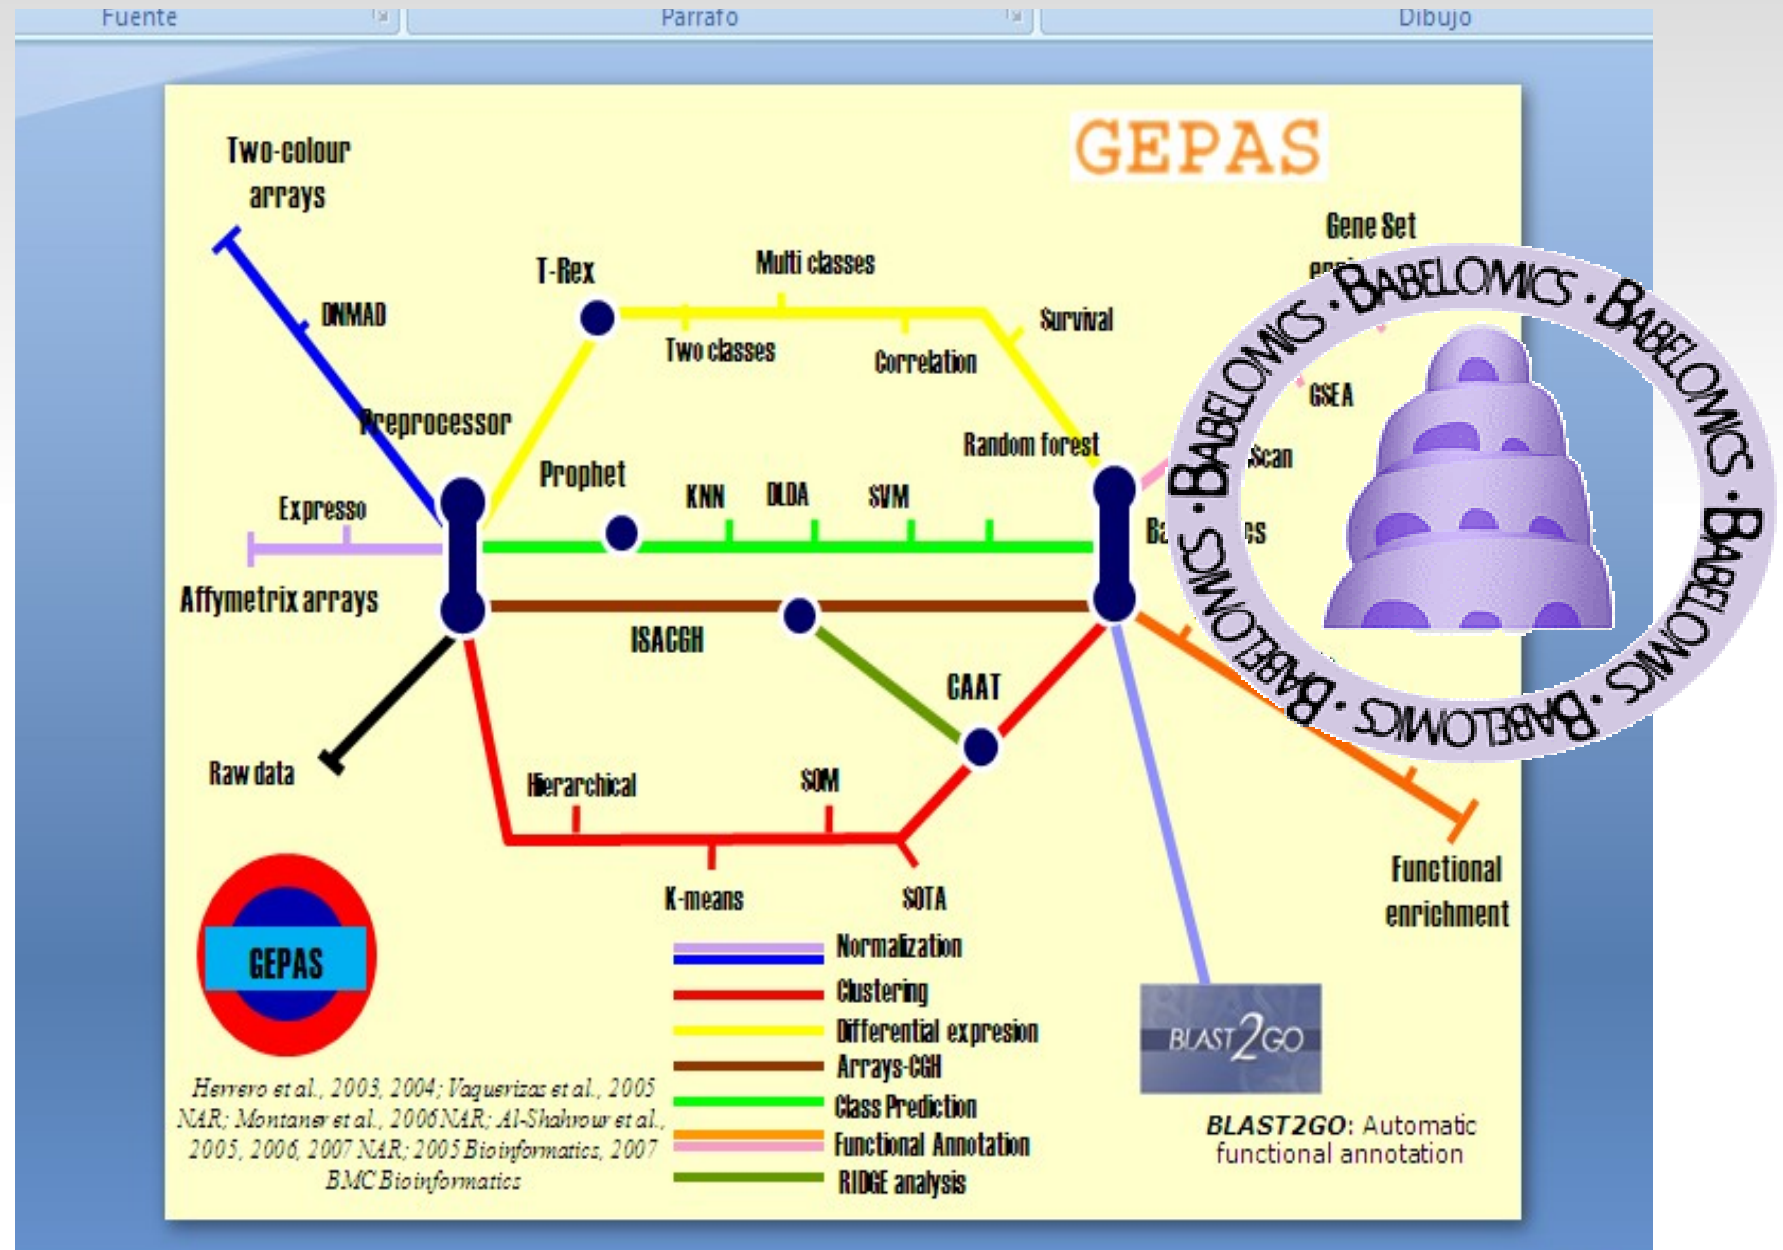 Fuente
Párrafo
Dibujo
GEPAS
Two-colour
arrays
Gene Set
T-Rex
Multi classes
DNMAD
Two classes
Correlation
Survival
GSEA
Preprocessor
Random forest
Scan
Prophet
KNN
DLDA
SVM
Expresso
Affymetrix arrays
ISACGH
CAAT
Raw data
Hierarchical
SOM
K-means
SOTA
Functional
enrichment
BABELOMICS · BABELOMICS · BABELOMICS · BABELOMICS · BABELOMICS · BABELOMICS · BABELOMICS ·
GEPAS
Normalization
Clustering
Differential expresion
Arrays-CGH
Class Prediction
Functional Annotation
RIDGE analysis
BLAST2GO
BLAST2GO: Automatic
functional annotation
Herrero et al., 2003, 2004; Vaquerizas et al., 2005
NAR; Montaner et al., 2006 NAR; Al-Shahrour et al.,
2005, 2006, 2007 NAR; 2005 Bioinformatics, 2007
BMC Bioinformatics